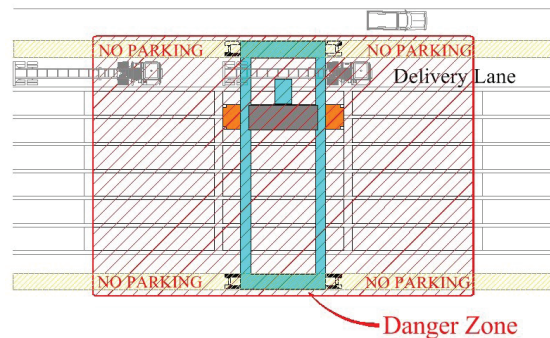 NO PARKING NO PARKING
Delivery Lane
NO PARKING NO PARKING
Danger Zone